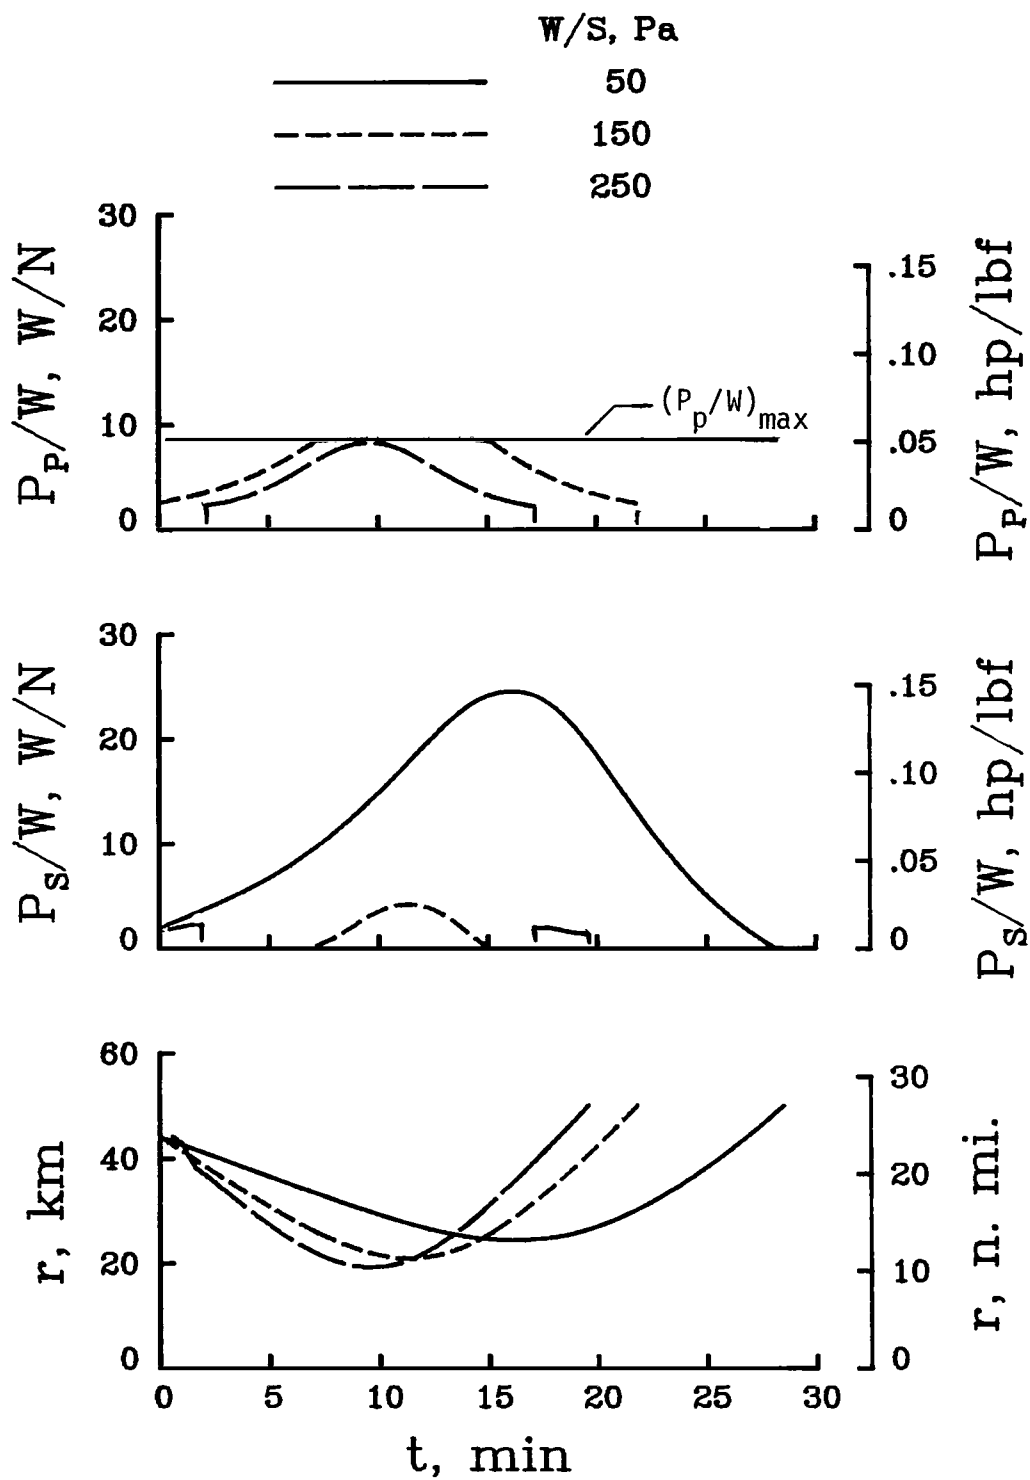 W/S, Pa
50
150
250
P_P/W, W/N
30
20
10
0
(P_p/W)_max
.15
.10
.05
0
P_P/W, hp/lbf
P_S/W, W/N
30
20
10
0
.15
.10
.05
0
P_S/W, hp/lbf
r, km
60
40
20
0
30
20
10
0
r, n. mi.
0 5 10 15 20 25 30
t, min